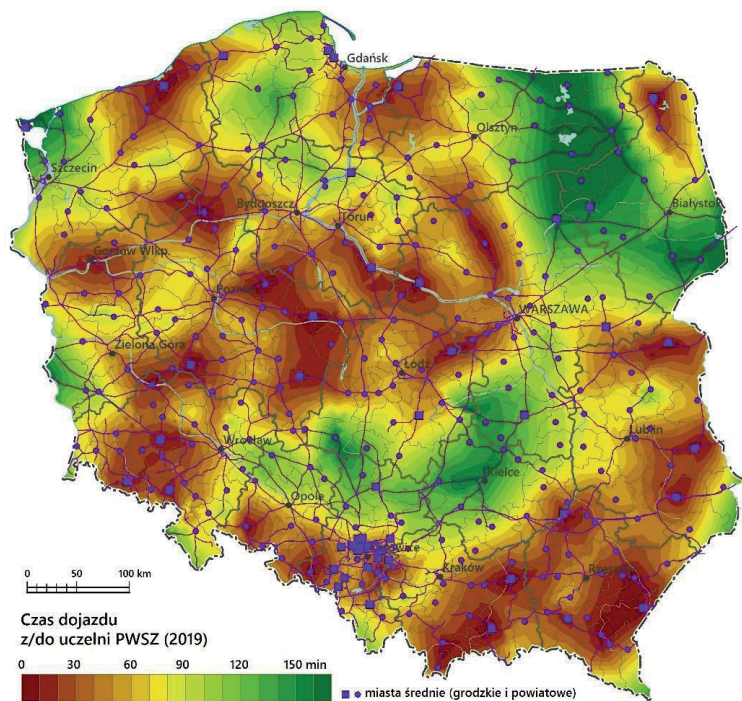 Gdańsk
Olsztyn
Szczecin
Bydgoszcz
Toruń
Białystok
Gorzów Wlkp.
Poznań
WARSZAWA
Zielona Góra
Łódź
Wrocław
Lublin
Opole
Kielce
Katowice
Kraków
Rzeszów
0 50 100 km
Czas dojazdu
z/do uczelni PWSZ (2019)
0 30 60 90 120 150 min
miasta średnie (grodzkie i powiatowe)